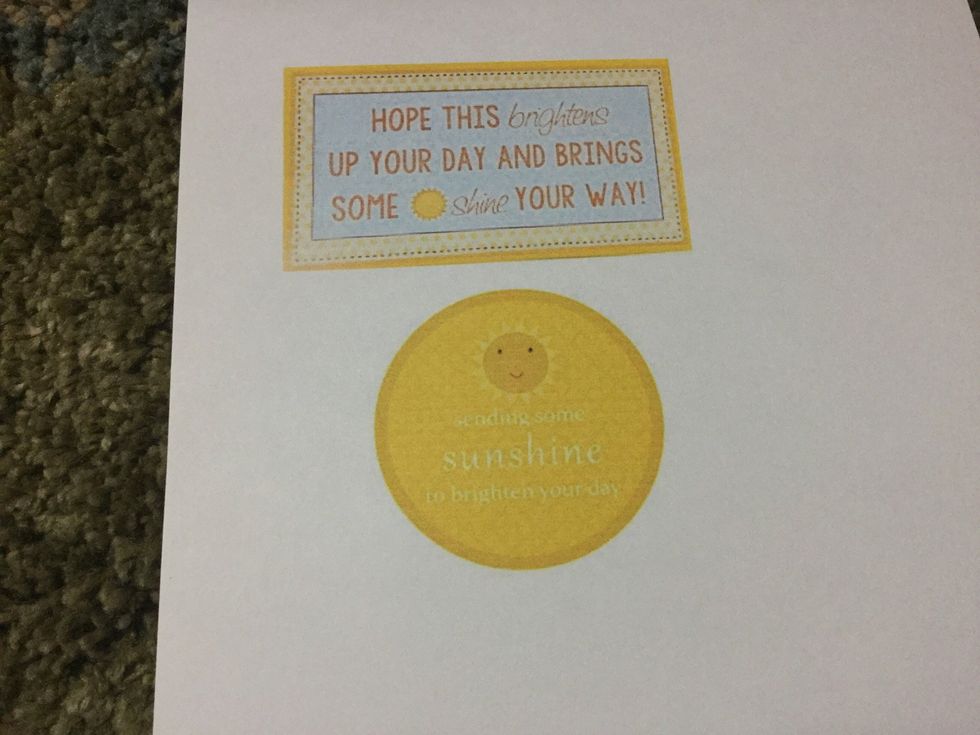 HOPE THIS brightens
UP YOUR DAY AND BRINGS
SOME shine YOUR WAY!
sending some
sunshine
to brighten your day